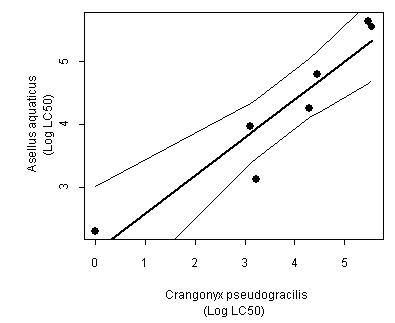 Asellus aquaticus
(Log LC50)
5
4
3
0 1 2 3 4 5
Crangonyx pseudogracilis
(Log LC50)